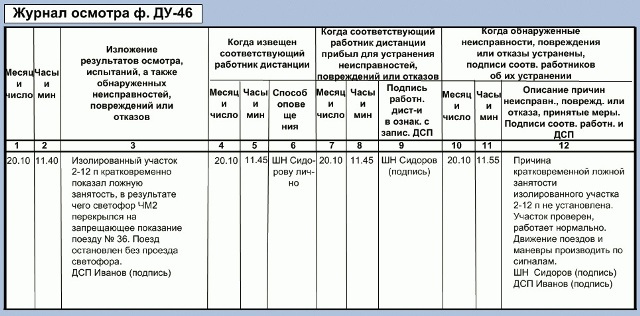 Журнал осмотра ф. ДУ-46
Месяц
и
число
Часы
и
мин
Изложение
результатов осмотра,
испытаний, а также
обнаруженных
неисправностей,
повреждений или
отказов
Когда извещен
соответствующий
работник дистанции
Месяц
и
число
Часы
и
мин
Способ
опове
ще
ния
Когда соответствующий
работник дистанции
прибыл для устранения
неисправностей,
повреждений или отказов
Месяц
и
число
Часы
и
мин
Подпись
работн.
дист-и
в ознак. с
запис. ДСП
Когда обнаруженные
неисправности, повреждения
или отказы устранены,
подписи соотв. работников
об их устранении
Месяц
и
число
Часы
и
мин
Описание причин
неисправн., поврежд. или
отказа, принятые меры.
Подписи соотв. работн. и
ДСП
1 2 3 4 5 6 7 8 9 10 11 12
20.10
11.40
Изолированный участок
2-12 п кратковременно
показал ложную
занятость, в результате
чего светофор ЧМ2
перекрылся на
запрещающее показание
поезду № 36. Поезд
остановлен без проезда
светофора.
ДСП Иванов (подпись)
20.10
11.45
ШН Сидо-
рову лич-
но
20.10
11.45
ШН Сидоров
(подпись)
20.10
11.55
Причина
кратковременной ложной
занятости
изолированного участка
2-12 п не установлена.
Участок проверен,
работает нормально.
Движение поездов и
маневры производить по
сигналам.
ШН Сидоров (подпись)
ДСП Иванов (подпись)